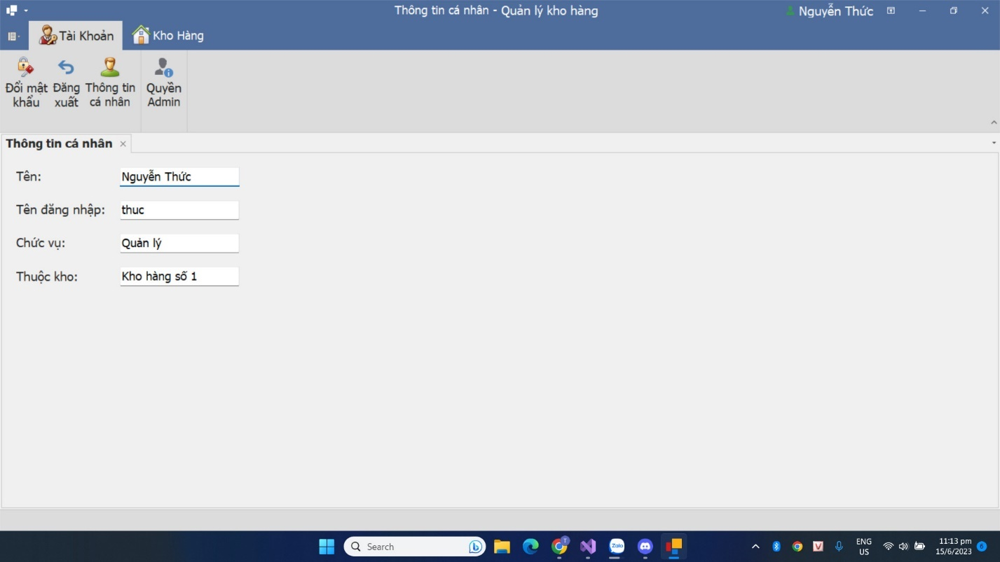 Thông tin cá nhân - Quản lý kho hàng
Nguyễn Thức
Tài Khoản
Kho Hàng
Đổi mật khẩu
Đăng xuất
Thông tin cá nhân
Quyền Admin
Thông tin cá nhân
Tên: Nguyễn Thức
Tên đăng nhập: thuc
Chức vụ: Quản lý
Thuộc kho: Kho hàng số 1
Search
Zalo
T
V
ENG
US
11:13 pm
15/6/2023
6